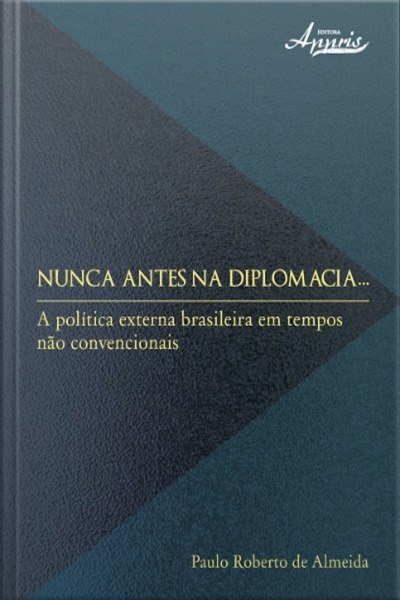 EDITORA
Appris
NUNCA ANTES NA DIPLOMACIA...
A política externa brasileira em tempos
não convencionais
Paulo Roberto de Almeida